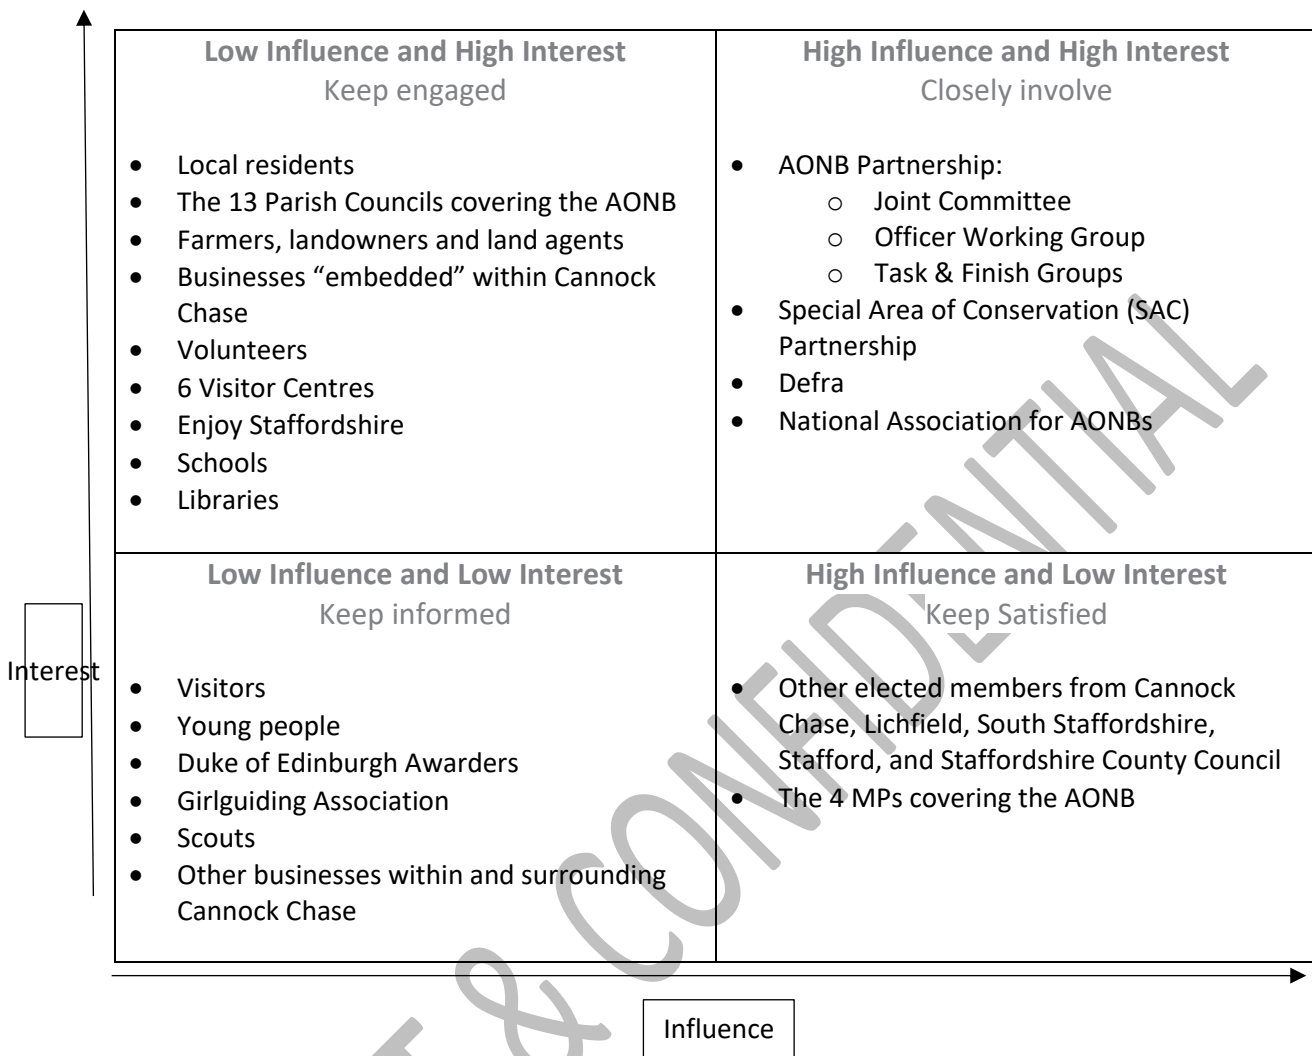 Low Influence and High Interest
Keep engaged
• Local residents
• The 13 Parish Councils covering the AONB
• Farmers, landowners and land agents
• Businesses “embedded” within Cannock
Chase
• Volunteers
• 6 Visitor Centres
• Enjoy Staffordshire
• Schools
• Libraries
High Influence and High Interest
Closely involve
• AONB Partnership:
o Joint Committee
o Officer Working Group
o Task & Finish Groups
• Special Area of Conservation (SAC)
Partnership
• Defra
• National Association for AONBs
Interest
Low Influence and Low Interest
Keep informed
• Visitors
• Young people
• Duke of Edinburgh Awarders
• Girlguiding Association
• Scouts
• Other businesses within and surrounding
Cannock Chase
High Influence and Low Interest
Keep Satisfied
• Other elected members from Cannock
Chase, Lichfield, South Staffordshire,
Stafford, and Staffordshire County Council
• The 4 MPs covering the AONB
Influence
& CONFIDENTIAL